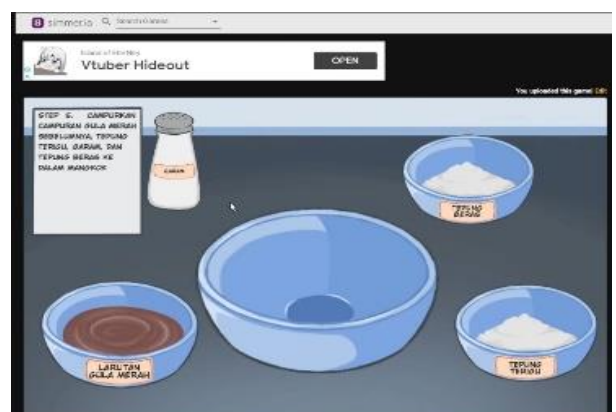 simmer.io
Vtuber Hideout
OPEN
You uploaded this game! Edit
STEP 5. CAMPURKAN
CAMPURAN GULA MERAH
SEBELUMNYA, TEPUNG
TERIGU, GARAM, DAN
TEPUNG BERAS KE
DALAM MANGKOK
GARAM
TEPUNG
BERAS
LARUTAN
GULA MERAH
TEPUNG
TERIGU